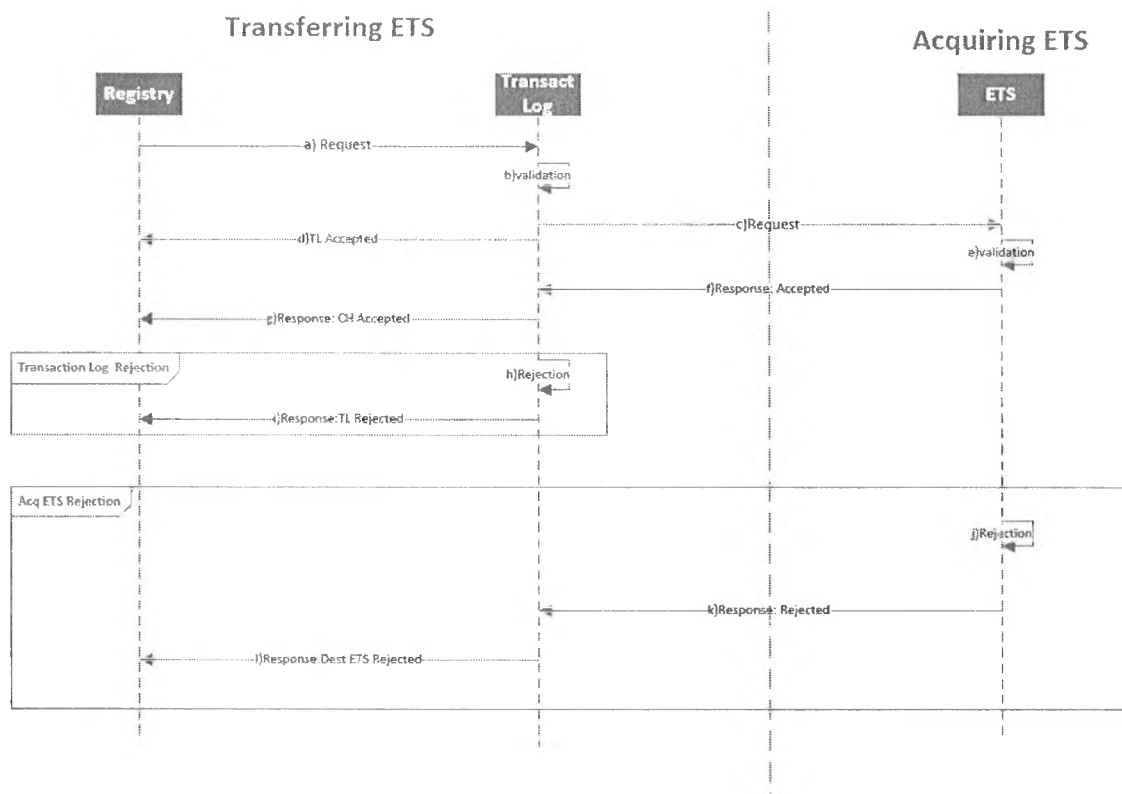 Transferring ETS
Acquiring ETS
Registry
Transact
Log
ETS
a) Request
b)validation
c)Request
d)TL Accepted
e)validation
f)Response: Accepted
g)Response: CH Accepted
Transaction Log Rejection
h)Rejection
i)Response:TL Rejected
Acq ETS Rejection
j)Rejection
k)Response: Rejected
l)Response:Dest ETS Rejected